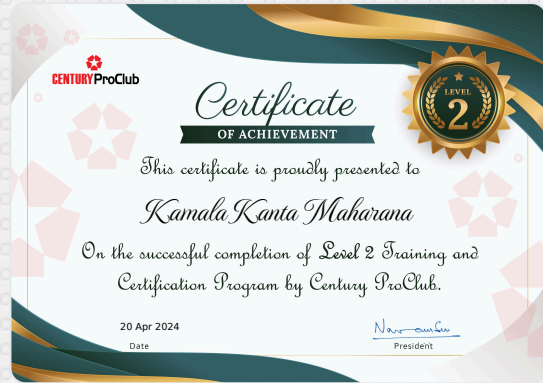 CENTURY ProClub
Certificate
OF ACHIEVEMENT
LEVEL
2
This certificate is proudly presented to
Kamala Kanta Maharana
On the successful completion of Level 2 Training and
Certification Program by Century ProClub.
20 Apr 2024
Date
President